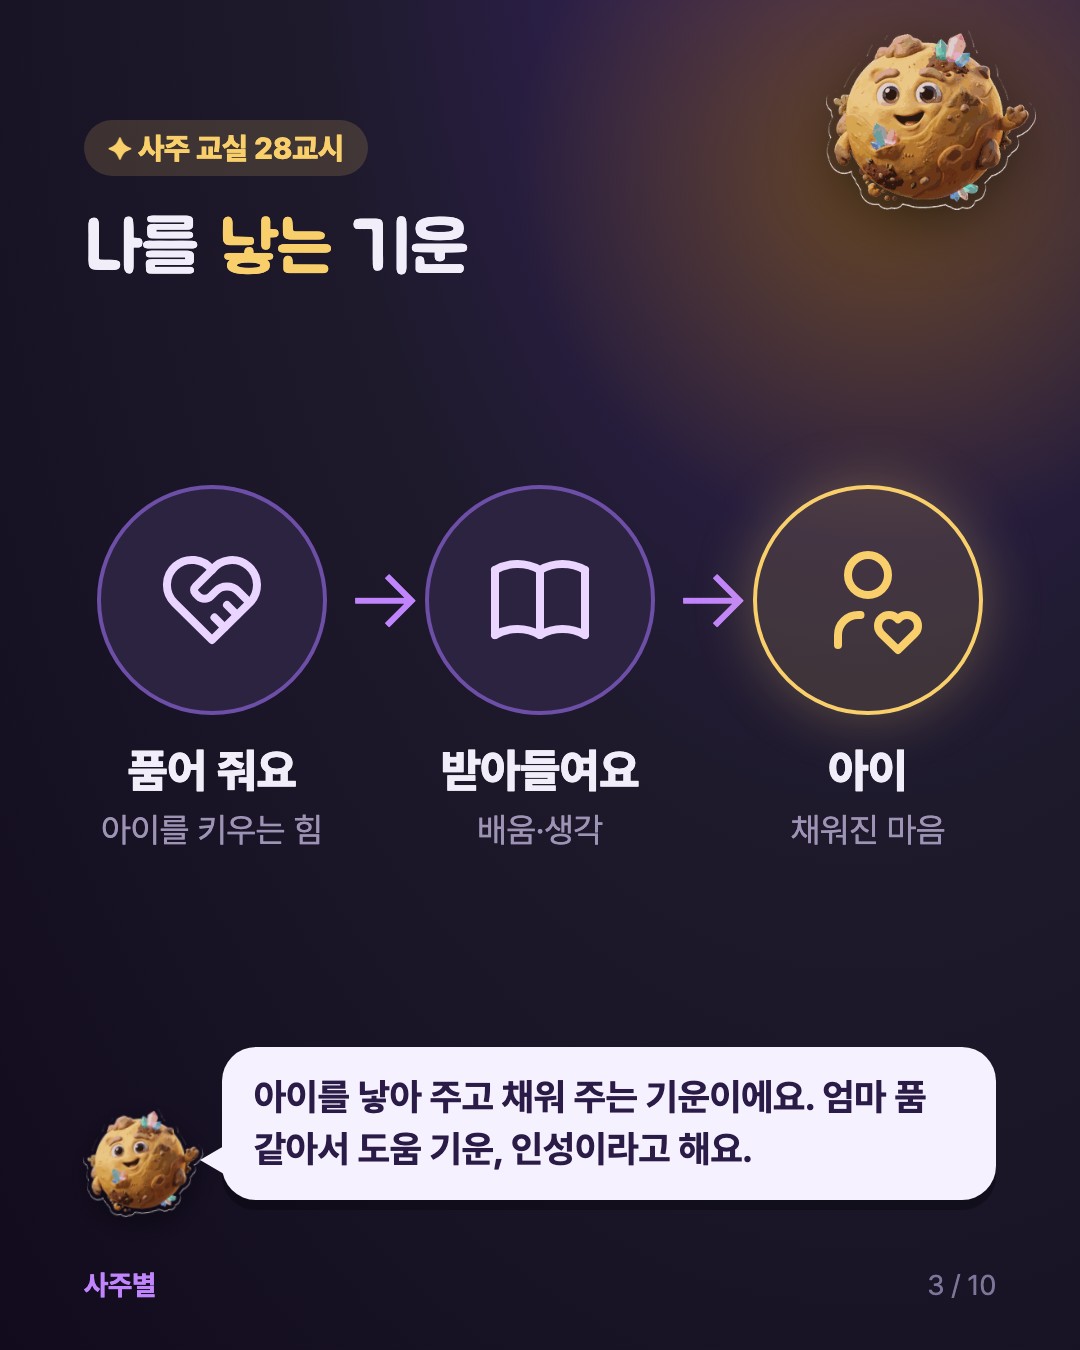 ✦ 사주 교실 28교시
나를 낳는 기운
품어 줘요
아이를 키우는 힘
받아들여요
배움·생각
아이
채워진 마음
아이를 낳아 주고 채워 주는 기운이에요. 엄마 품
같아서 도움 기운, 인성이라고 해요.
사주별
3 / 10